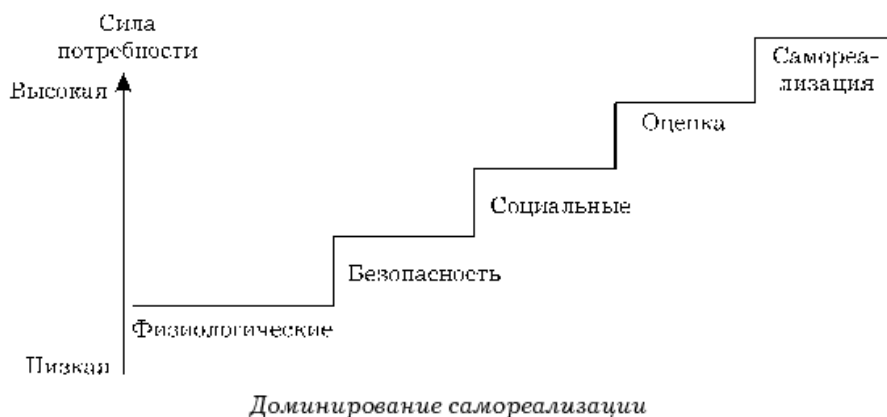 Сила
потребности
Высокая
Самореа-
лизация
Оценка
Социальные
Безопасность
Физиологические
Низкая
Доминирование самореализации